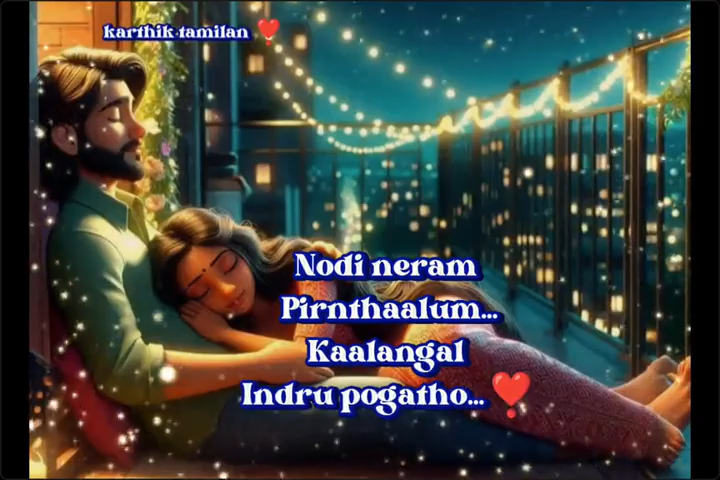 karthik tamilan ❤️
Nodi neram
Pirnthaalum...
Kaalangal
Indru pogatho... ❤️